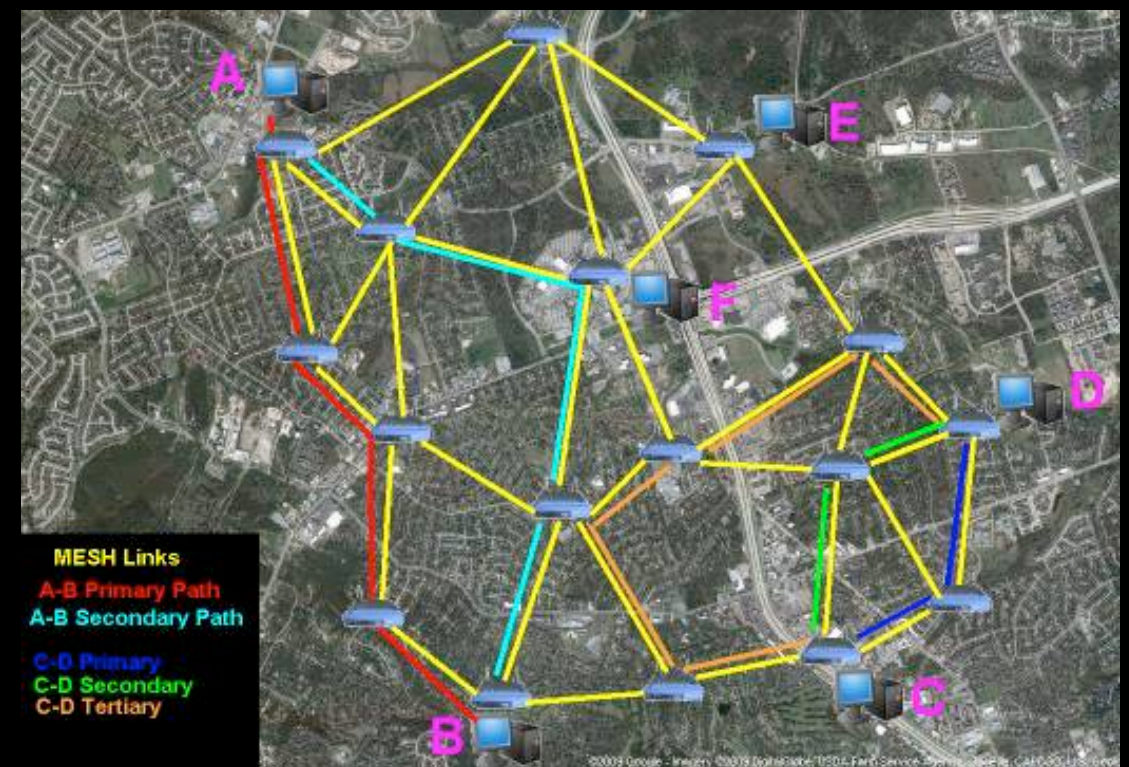 A
E
F
D
MESH Links
A-B Primary Path
A-B Secondary Path
C-D Primary
C-D Secondary
C-D Tertiary
B
C